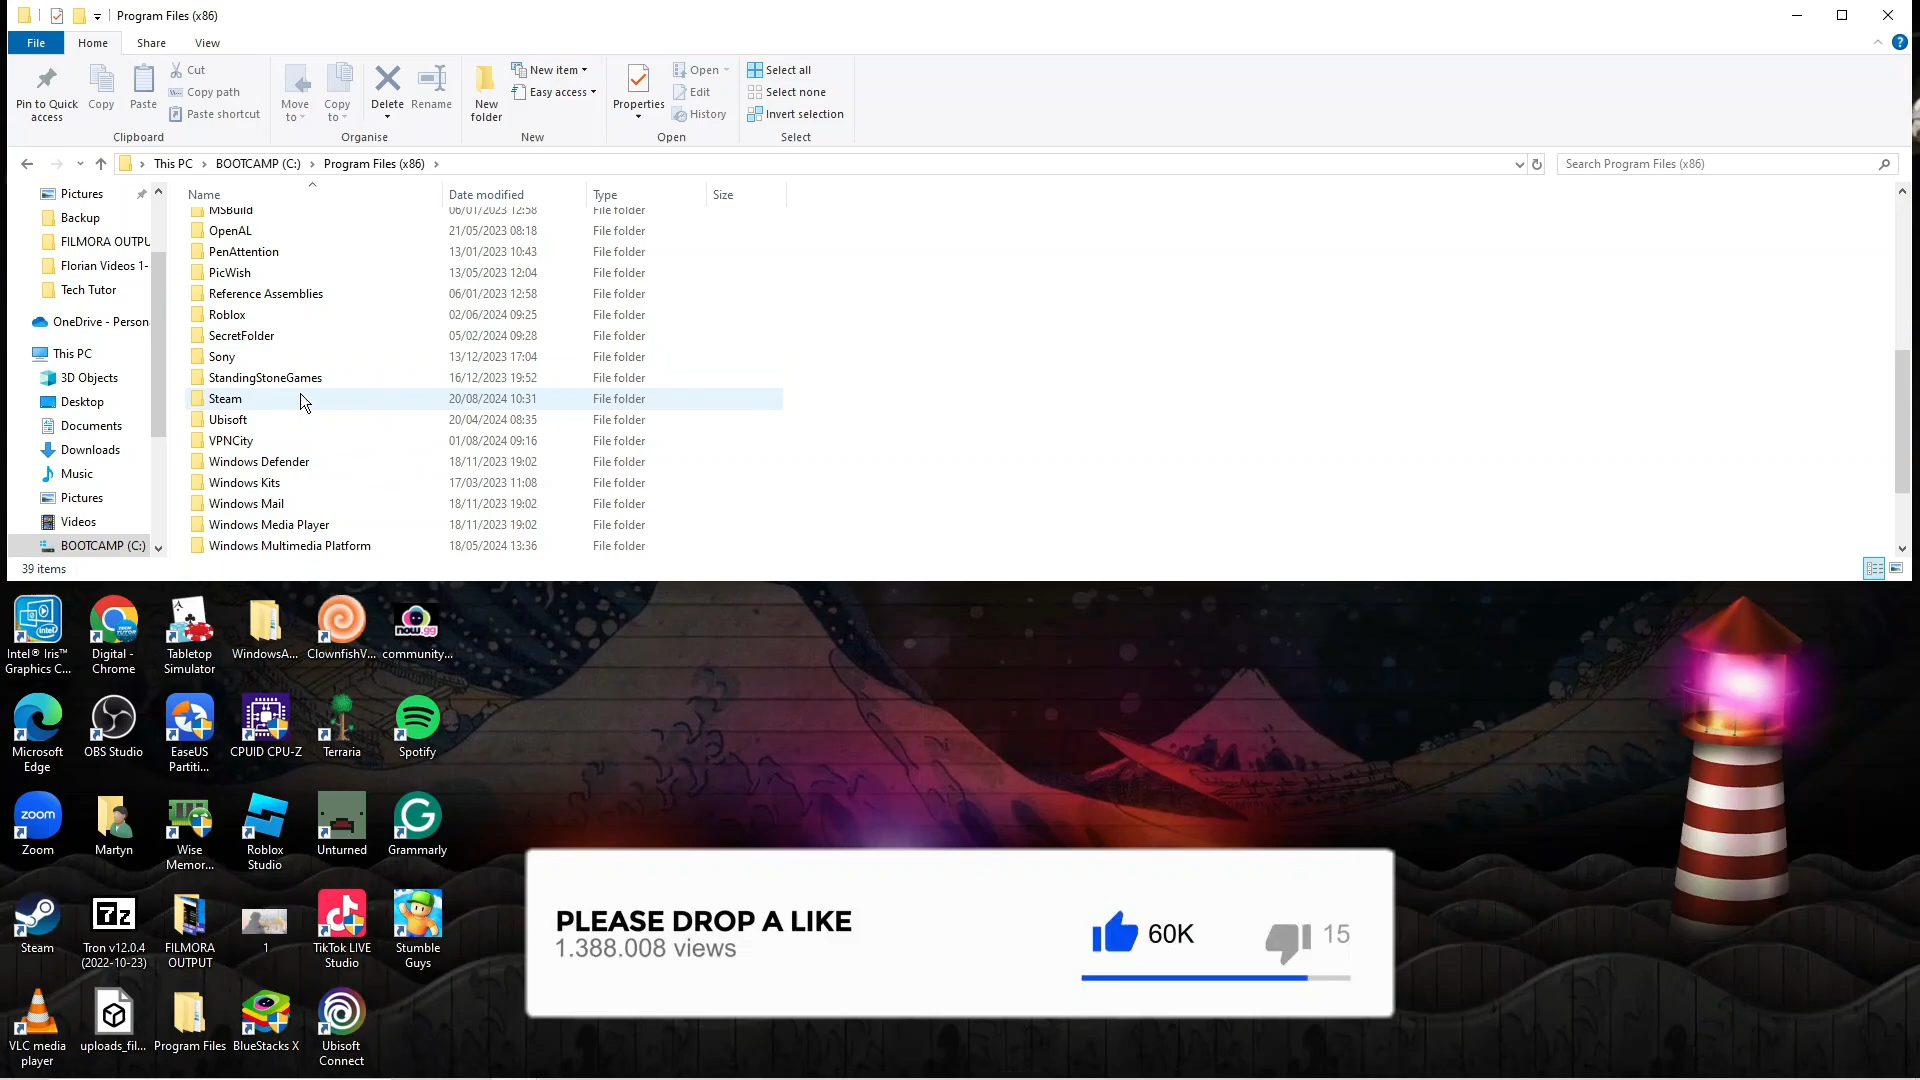 Program Files (x86)
File Home Share View
Pin to Quick access
Copy
Paste
Cut
Copy path
Paste shortcut
Clipboard
Move to
Copy to
Delete
Rename
Organise
New folder
New item
Easy access
New
Properties
Open
Edit
History
Open
Select all
Select none
Invert selection
Select
This PC > BOOTCAMP (C:) > Program Files (x86) >
Search Program Files (x86)
Pictures
Backup
FILMORA OUTPU
Florian Videos 1-
Tech Tutor
OneDrive - Person
This PC
3D Objects
Desktop
Documents
Downloads
Music
Pictures
Videos
BOOTCAMP (C:)
Name Date modified Type Size
MSBuild 06/01/2023 12:58 File folder
OpenAL 21/05/2023 08:18 File folder
PenAttention 13/01/2023 10:43 File folder
PicWish 13/05/2023 12:04 File folder
Reference Assemblies 06/01/2023 12:58 File folder
Roblox 02/06/2024 09:25 File folder
SecretFolder 05/02/2024 09:28 File folder
Sony 13/12/2023 17:04 File folder
StandingStoneGames 16/12/2023 19:52 File folder
Steam 20/08/2024 10:31 File folder
Ubisoft 20/04/2024 08:35 File folder
VPNCity 01/08/2024 09:16 File folder
Windows Defender 18/11/2023 19:02 File folder
Windows Kits 17/03/2023 11:08 File folder
Windows Mail 18/11/2023 19:02 File folder
Windows Media Player 18/11/2023 19:02 File folder
Windows Multimedia Platform 18/05/2024 13:36 File folder
39 items
Intel® Iris™ Graphics C...
Digital - Chrome
Tabletop Simulator
WindowsA...
ClownfishV...
now.gg
community...
Microsoft Edge
OBS Studio
EaseUS Partiti...
CPUID CPU-Z
Terraria
Spotify
zoom
Zoom
Martyn
Wise Memor...
Roblox Studio
Unturned
Grammarly
Steam
7z
Tron v12.0.4 (2022-10-23)
FILMORA OUTPUT
1
TikTok LIVE Studio
Stumble Guys
VLC media player
uploads_fil...
Program Files
BlueStacks X
Ubisoft Connect
PLEASE DROP A LIKE
1.388.008 views
60K
15